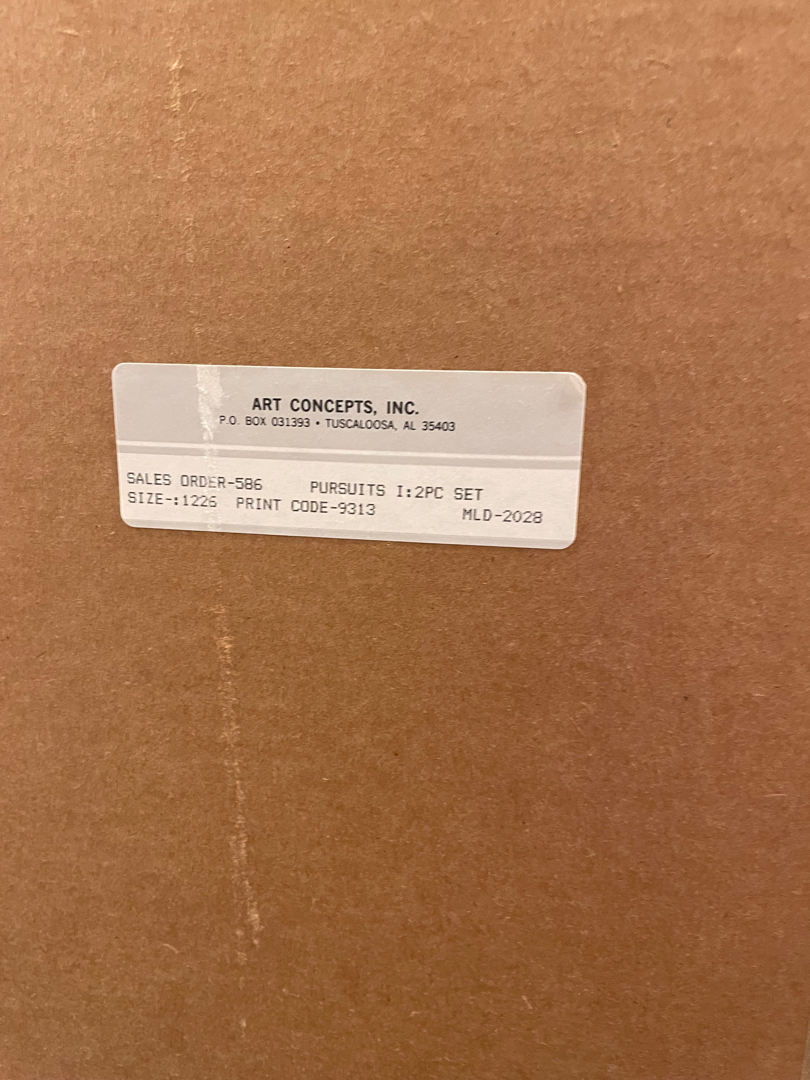 ART CONCEPTS, INC.
P.O. BOX 031393 • TUSCALOOSA, AL 35403
SALES ORDER-586 PURSUITS I:2PC SET
SIZE-:1226 PRINT CODE-9313 MLD-2028